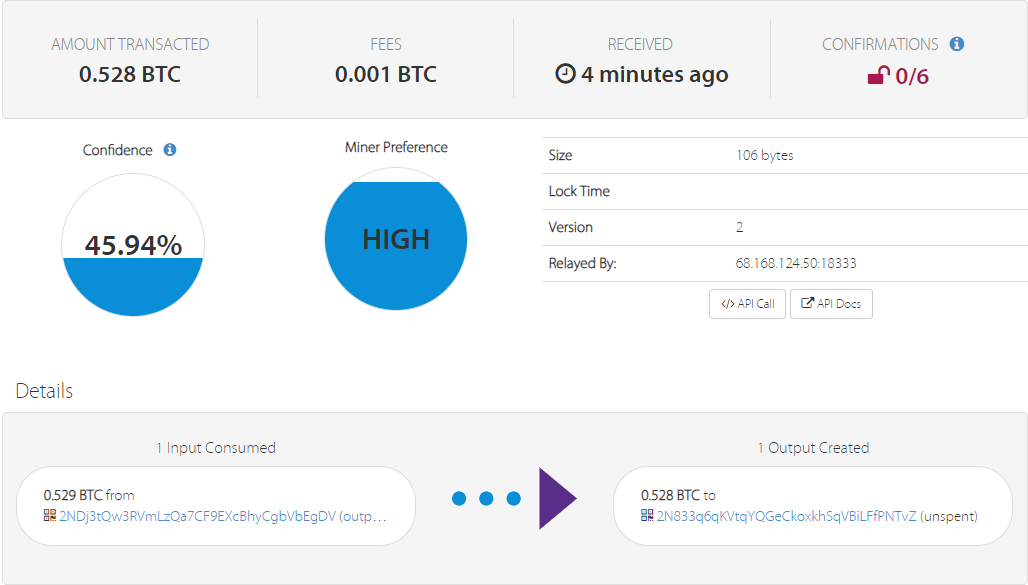 AMOUNT TRANSACTED
0.528 BTC
FEES
0.001 BTC
RECEIVED
4 minutes ago
CONFIRMATIONS
0/6
Confidence
45.94%
Miner Preference
HIGH
Size 106 bytes
Lock Time
Version 2
Relayed By: 68.168.124.50:18333
</> API Call
API Docs
Details
1 Input Consumed
0.529 BTC from
2NDj3tQw3RVmLzQa7CF9EXcBhyCgbVbEgDV (outp…
1 Output Created
0.528 BTC to
2N833q6qKVtqYQGeCkoxkhSqVBiLFfPNTvZ (unspent)